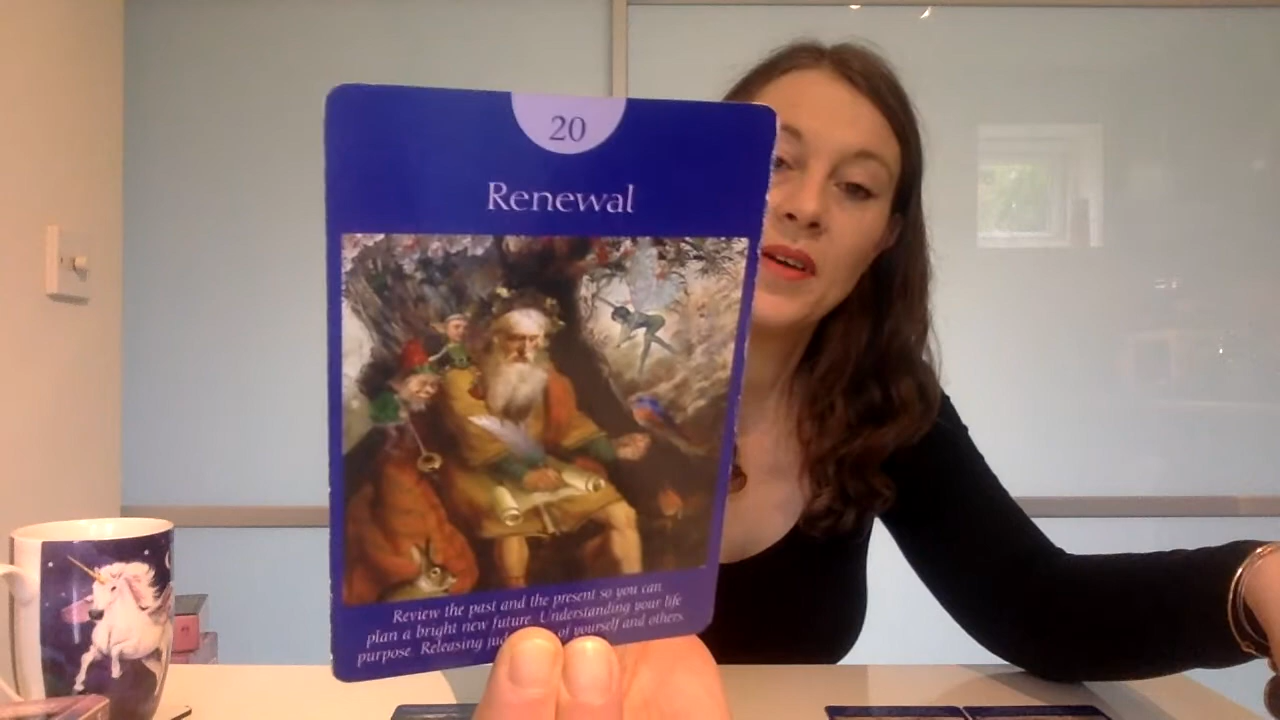 20
Renewal
Review the past and the present so you can
plan a bright new future. Understanding your life
purpose. Releasing of yourself and others.